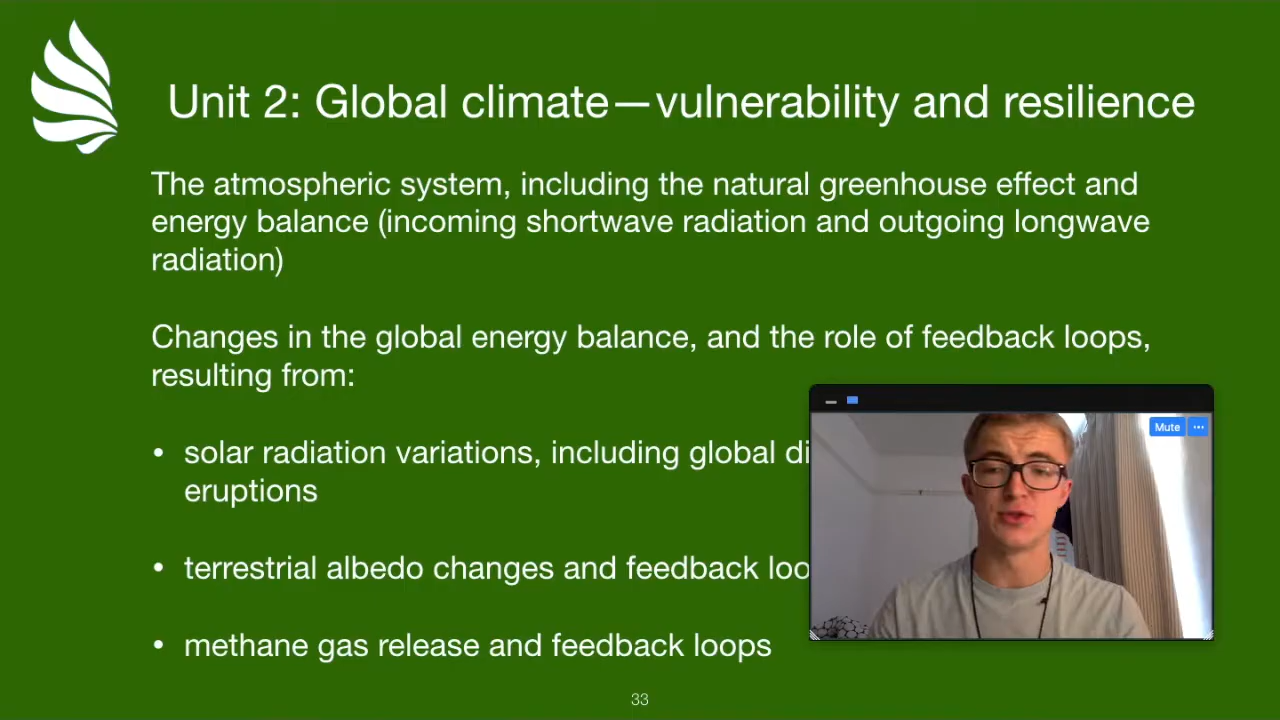 Unit 2: Global climate—vulnerability and resilience
The atmospheric system, including the natural greenhouse effect and
energy balance (incoming shortwave radiation and outgoing longwave
radiation)
Changes in the global energy balance, and the role of feedback loops,
resulting from:
• solar radiation variations, including global
eruptions
• terrestrial albedo changes and feedback
• methane gas release and feedback loops
Mute
33